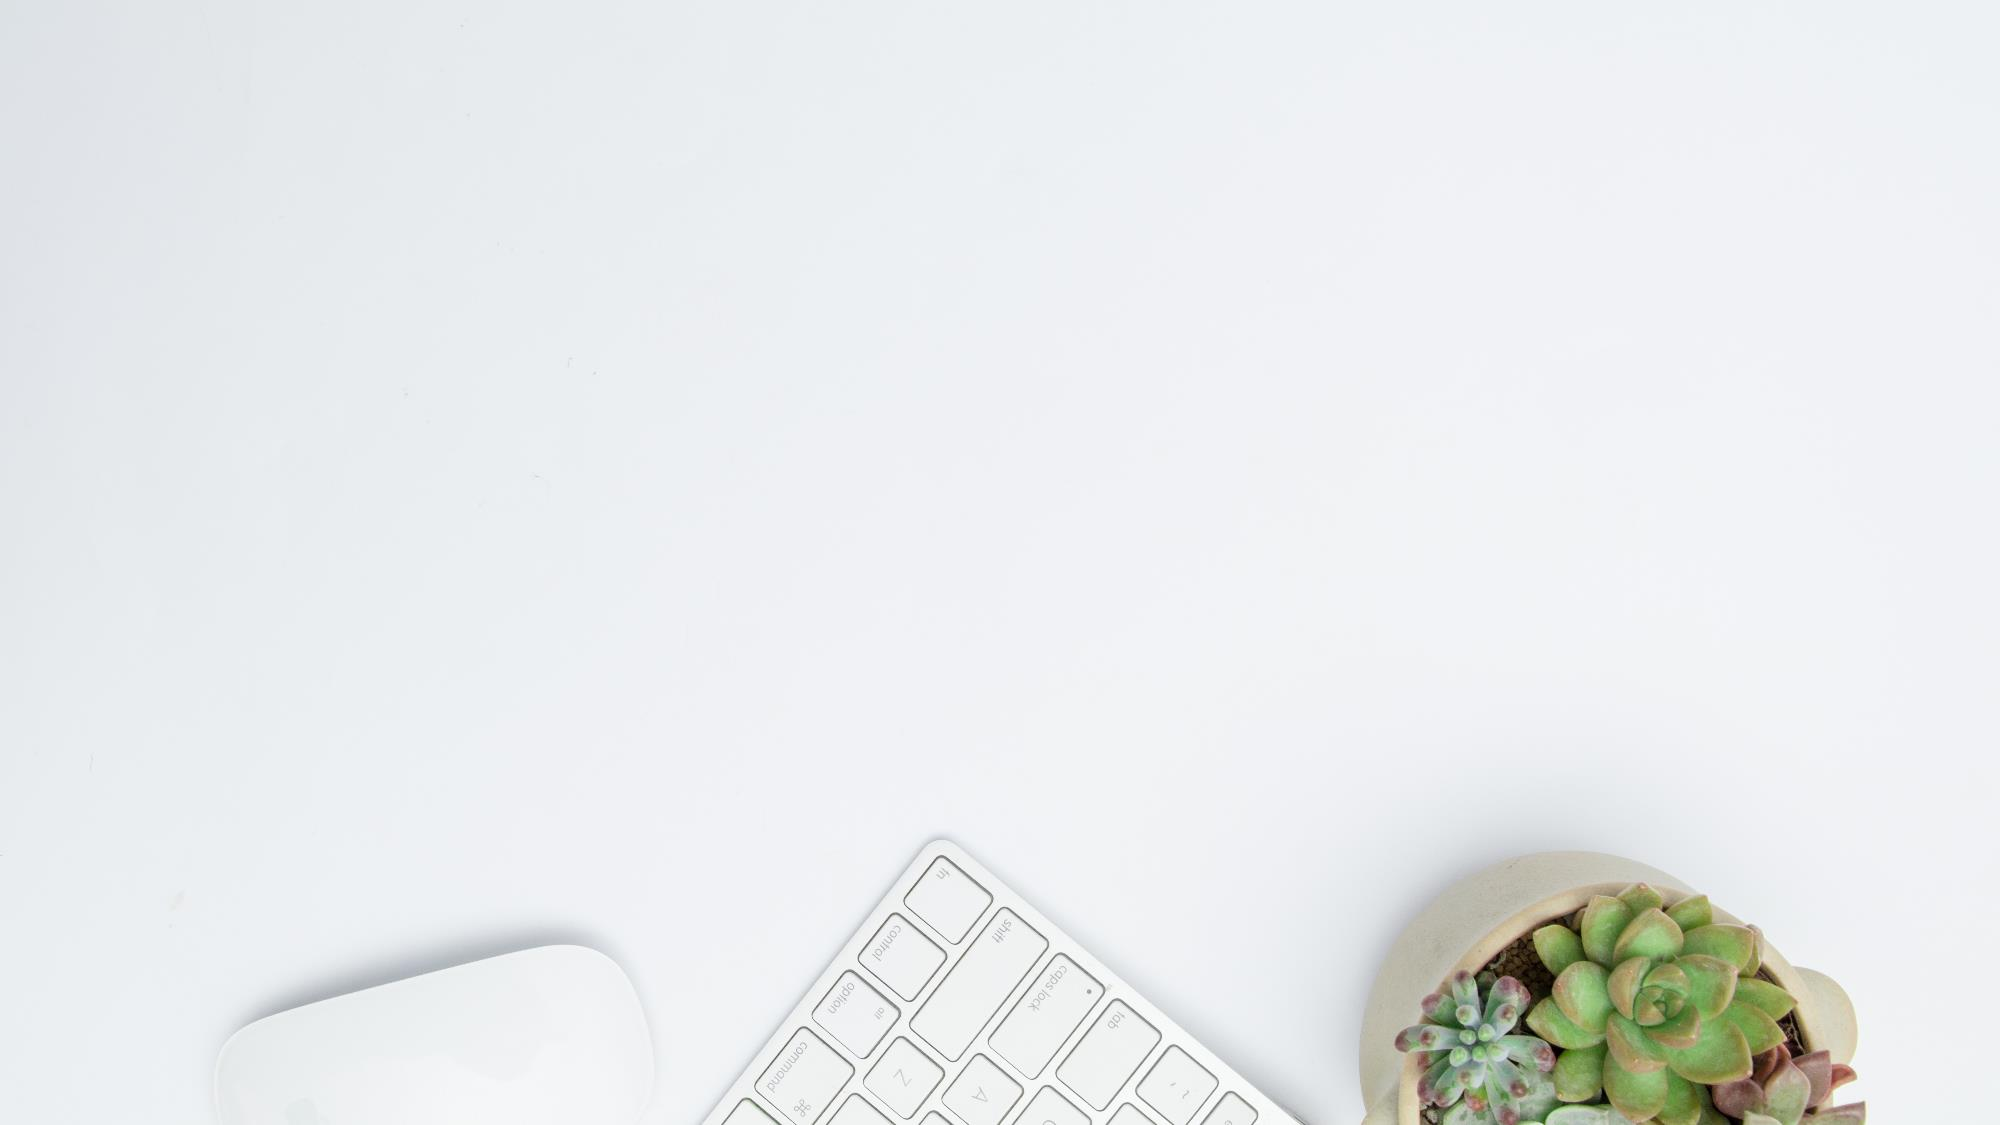 fn
control
shift
option
alt
caps lock
command
⌘
tab
Z
A
~